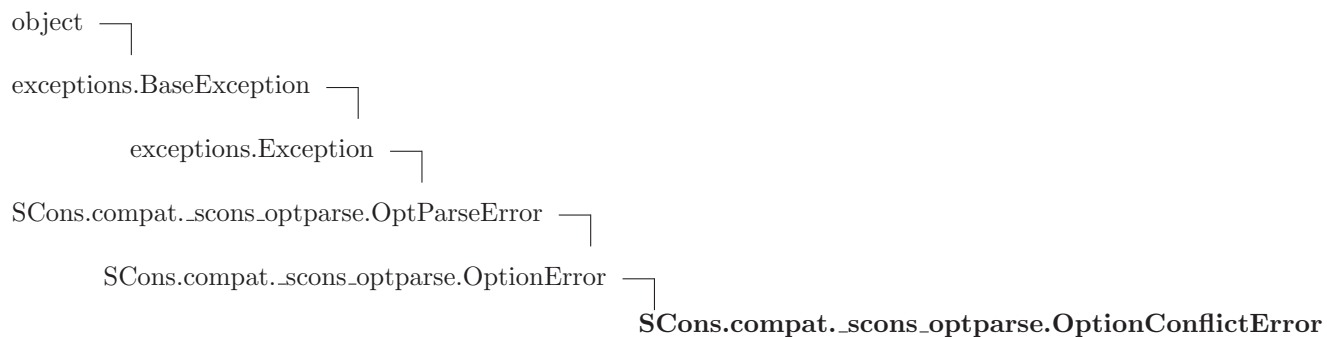 object
exceptions.BaseException
exceptions.Exception
SCons.compat._scons_optparse.OptParseError
SCons.compat._scons_optparse.OptionError
SCons.compat._scons_optparse.OptionConflictError